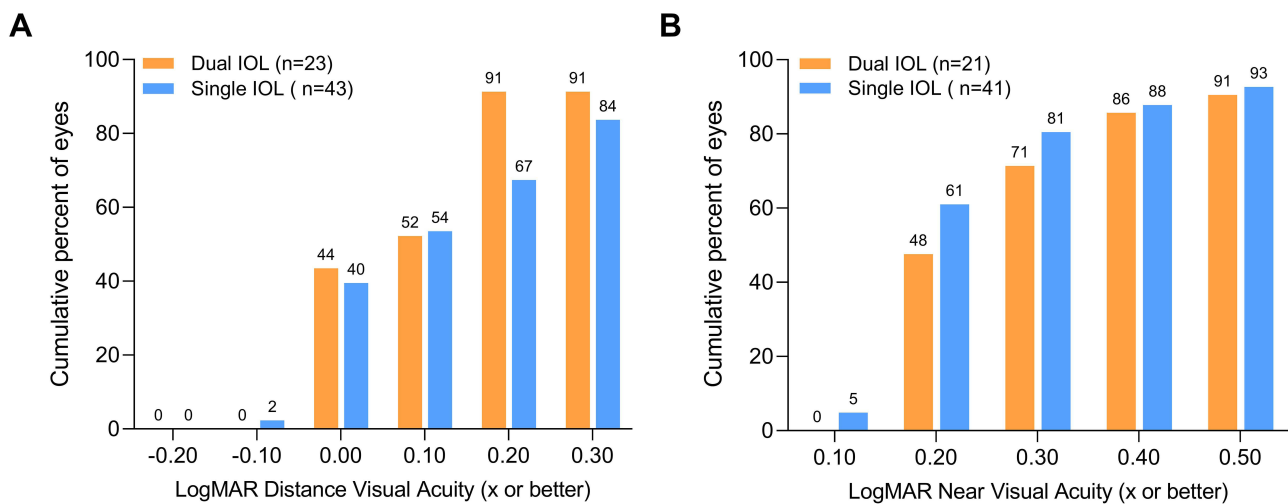 A
Dual IOL (n=23)
Single IOL ( n=43)
Cumulative percent of eyes
100
80
60
40
20
0
0 0
0 2
44 40
52 54
91 67
91 84
-0.20 -0.10 0.00 0.10 0.20 0.30
LogMAR Distance Visual Acuity (x or better)
B
Dual IOL (n=21)
Single IOL ( n=41)
Cumulative percent of eyes
100
80
60
40
20
0
0 5
48 61
71 81
86 88
91 93
0.10 0.20 0.30 0.40 0.50
LogMAR Near Visual Acuity (x or better)